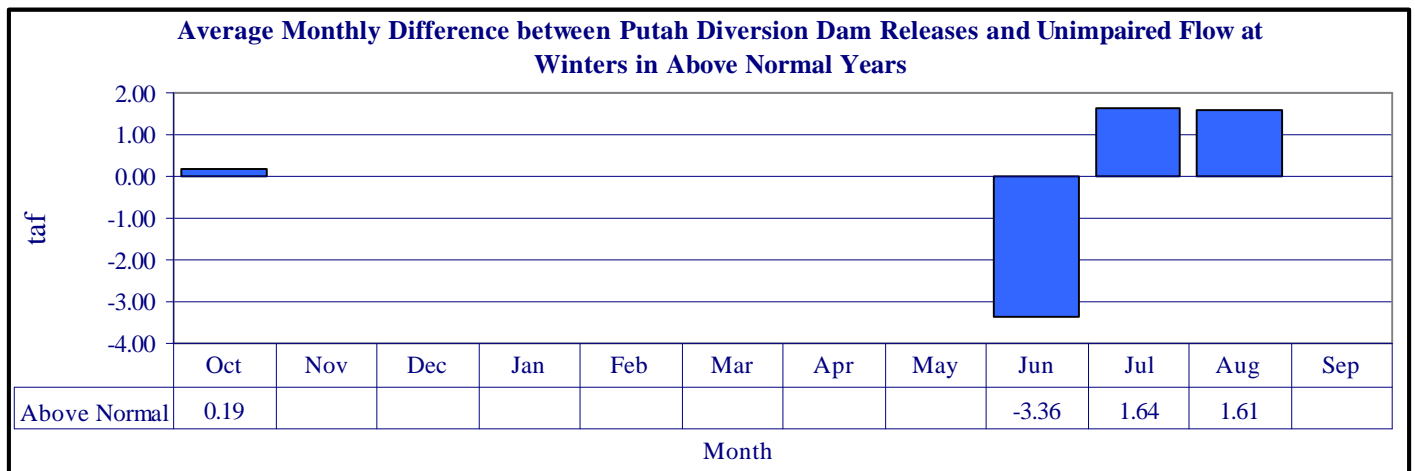 Average Monthly Difference between Putah Diversion Dam Releases and Unimpaired Flow at
Winters in Above Normal Years
2.00
1.00
0.00
-1.00
-2.00
-3.00
-4.00
taf
Oct Nov Dec Jan Feb Mar Apr May Jun Jul Aug Sep
Above Normal 0.19 -3.36 1.64 1.61
Month